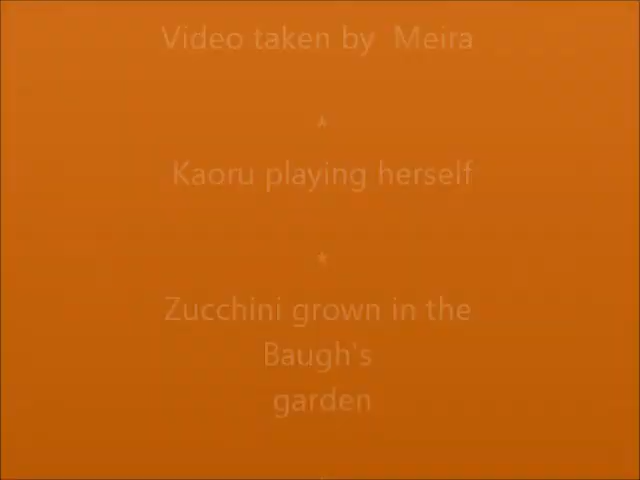 Video taken by  Meira
*
Kaoru playing herself
*
Zucchini grown in the
Baugh's
garden